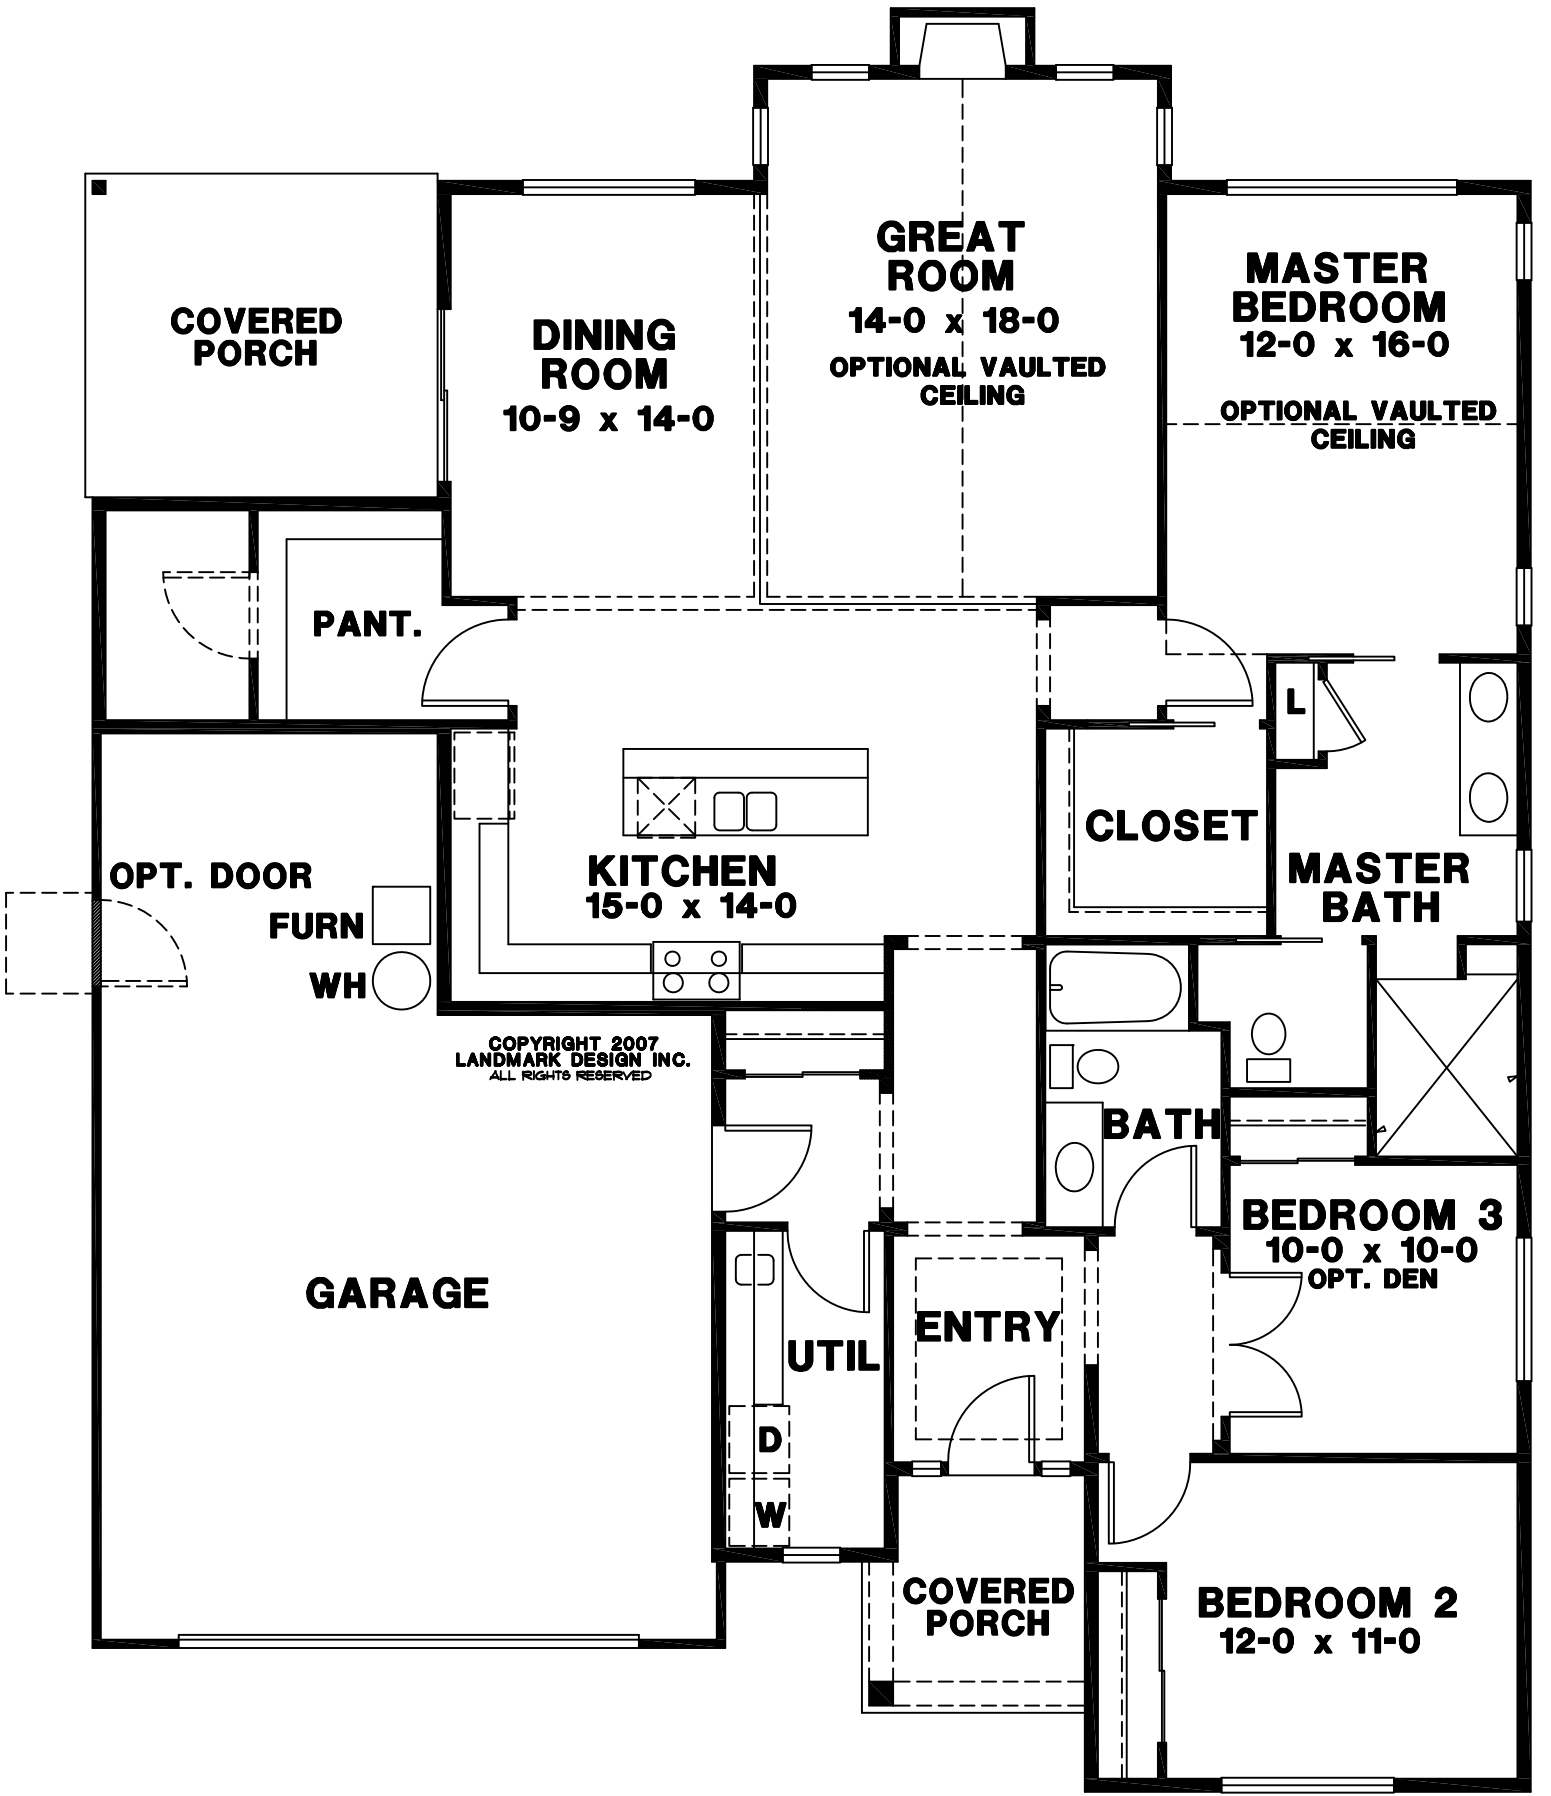 GREAT
ROOM
14-0 x 18-0
OPTIONAL VAULTED
CEILING
MASTER
BEDROOM
12-0 x 16-0
OPTIONAL VAULTED
CEILING
COVERED
PORCH
DINING
ROOM
10-9 x 14-0
PANT.
L
CLOSET
KITCHEN
15-0 x 14-0
MASTER
BATH
OPT. DOOR
FURN
WH
COPYRIGHT 2007
LANDMARK DESIGN INC.
ALL RIGHTS RESERVED
BATH
BEDROOM 3
10-0 x 10-0
OPT. DEN
GARAGE
ENTRY
UTIL
D
W
COVERED
PORCH
BEDROOM 2
12-0 x 11-0